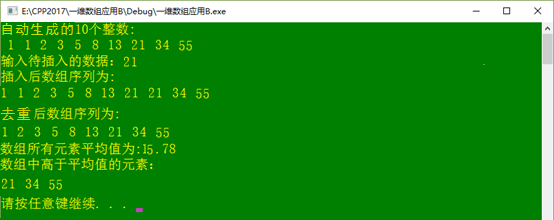 E:\CPP2017\一维数组应用B\Debug\一维数组应用B.exe
自动生成的10个整数:
1 1 2 3 5 8 13 21 34 55
输入待插入的数据: 21
插入后数组序列为:
1 1 2 3 5 8 13 21 21 34 55
去重后数组序列为:
1 2 3 5 8 13 21 34 55
数组所有元素平均值为:15.78
数组中高于平均值的元素:
21 34 55
请按任意键继续. . .